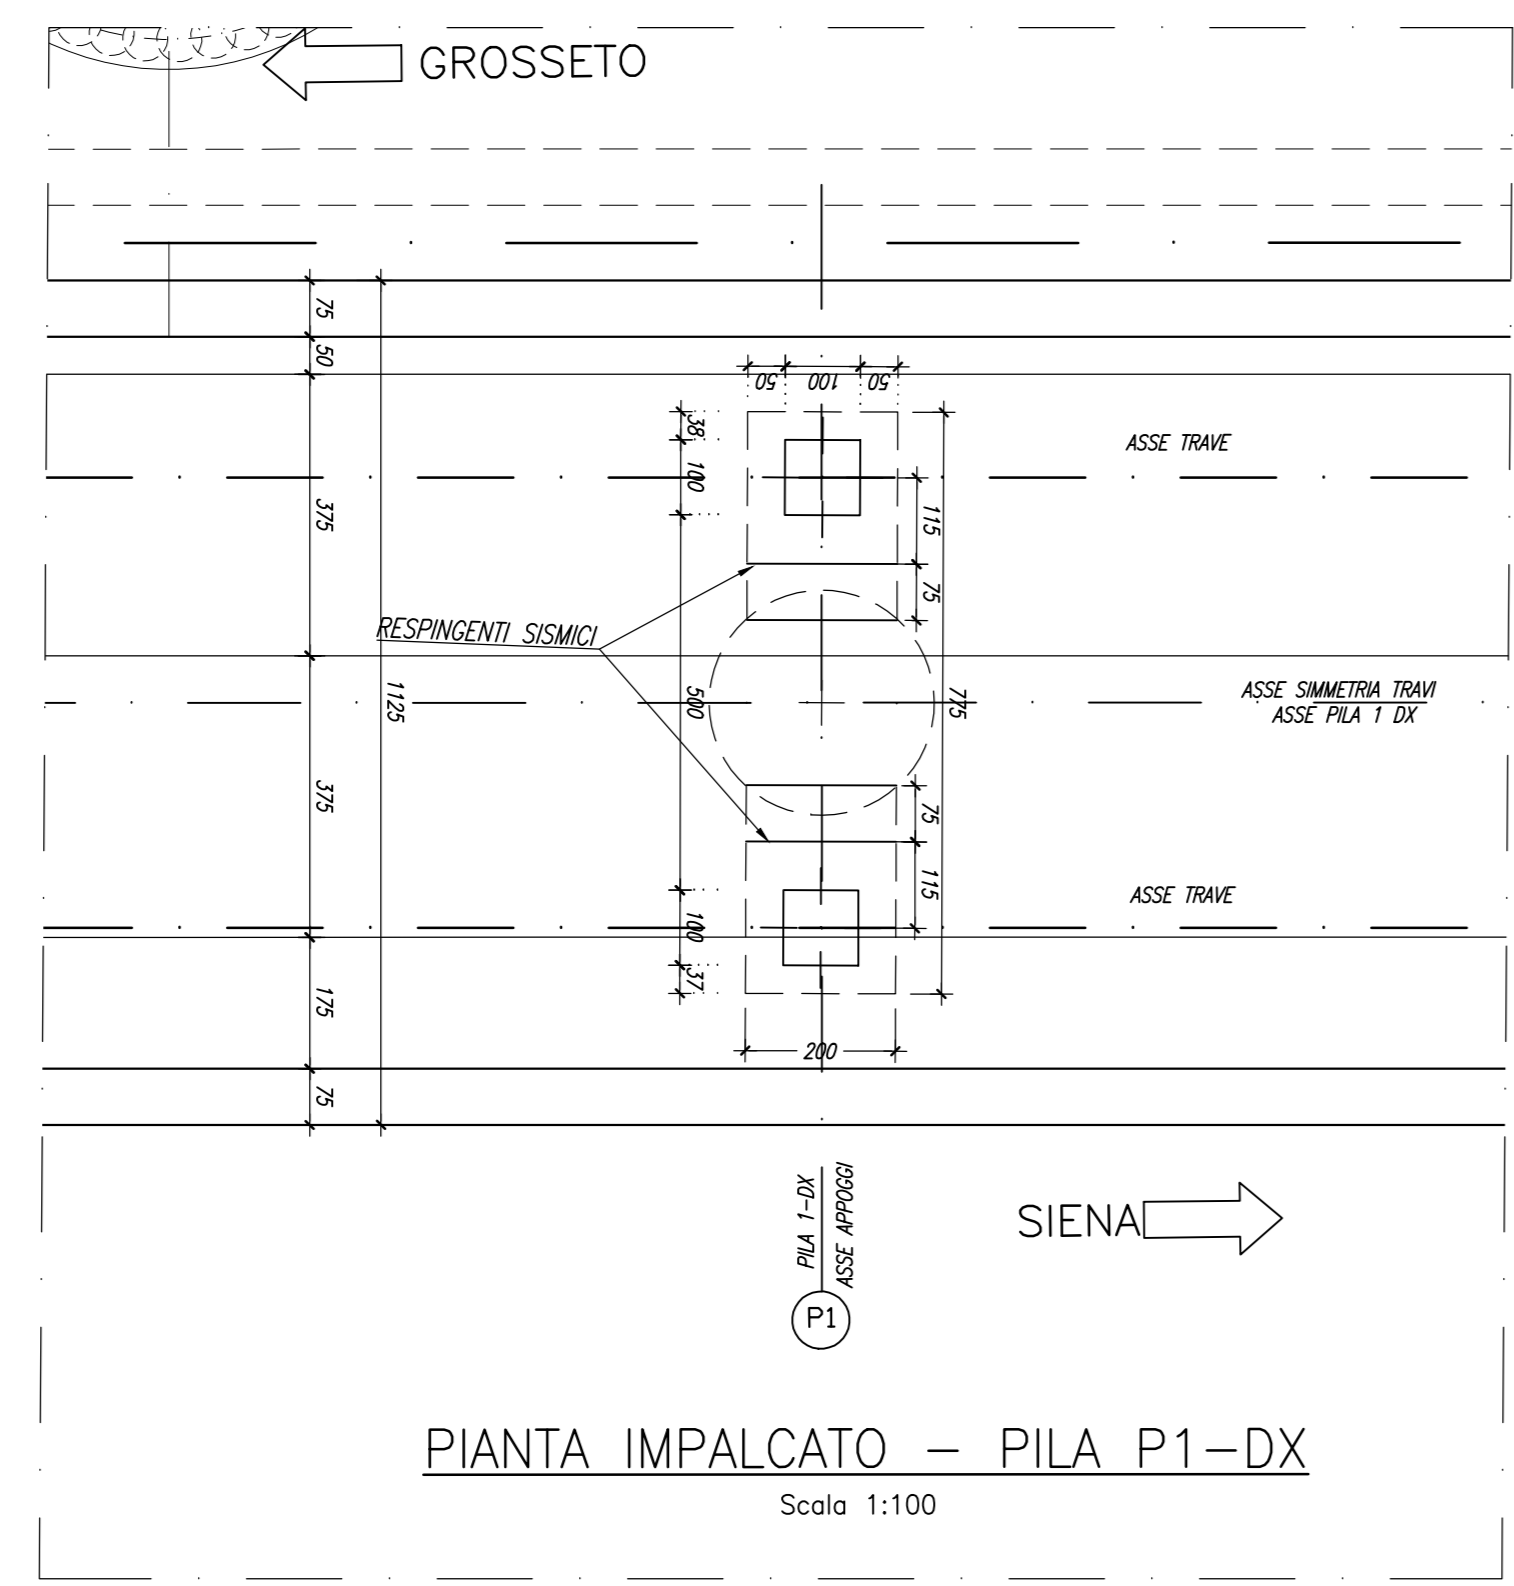 GROSSETO
75
50
50
100
50
38
ASSE TRAVE
100
375
115
75
RESPINGENTI SISMICI
1125
500
775
ASSE SIMMETRIA TRAVI
ASSE PILA 1 DX
375
75
115
ASSE TRAVE
100
37
175
200
75
PILA 1-DX
ASSE APPOGGI
SIENA
P1
PIANTA IMPALCATO - PILA P1-DX
Scala 1:100